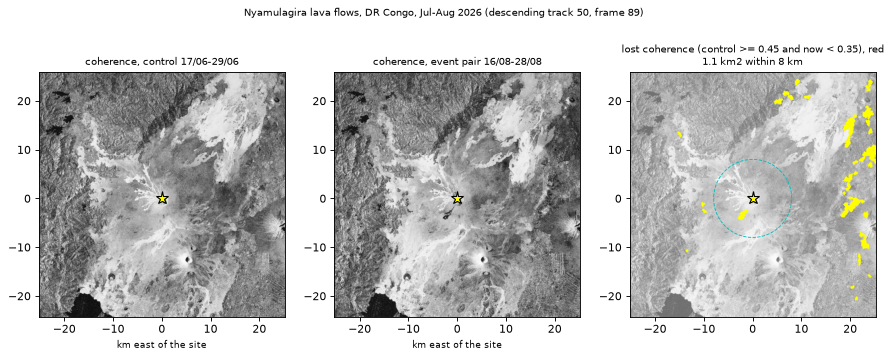 Nyamulagira lava flows, DR Congo, Jul-Aug 2026 (descending track 50, frame 89)
coherence, control 17/06-29/06
coherence, event pair 16/08-28/08
lost coherence (control >= 0.45 and now < 0.35), red
1.1 km2 within 8 km
20
10
0
−10
−20
−20 −10 0 10 20
km east of the site
20
10
0
−10
−20
−20 −10 0 10 20
km east of the site
20
10
0
−10
−20
−20 −10 0 10 20